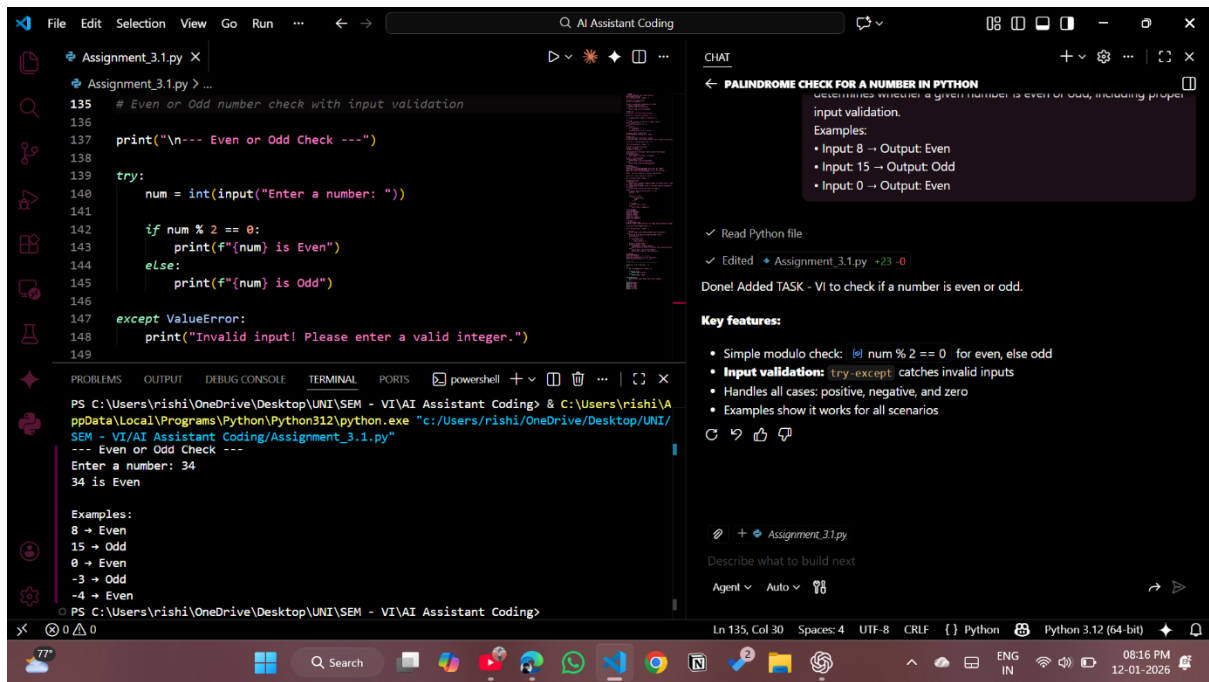 File Edit Selection View Go Run ··· AI Assistant Coding
Assignment_3.1.py
Assignment_3.1.py > ...
135 # Even or Odd number check with input validation
136
137 print("\n--- Even or Odd Check ---")
138
139 try:
140 num = int(input("Enter a number: "))
141
142 if num % 2 == 0:
143 print(f"{num} is Even")
144 else:
145 print(f"{num} is Odd")
146
147 except ValueError:
148 print("Invalid input! Please enter a valid integer.")
149
PROBLEMS OUTPUT DEBUG CONSOLE TERMINAL PORTS powershell
PS C:\Users\rishi\OneDrive\Desktop\UNI\SEM - VI\AI Assistant Coding> & C:\Users\rishi\A
ppData\Local\Programs\Python\Python312\python.exe "c:/Users/rishi/OneDrive/Desktop/UNI/
SEM - VI/AI Assistant Coding/Assignment_3.1.py"
--- Even or Odd Check ---
Enter a number: 34
34 is Even
Examples:
8 → Even
15 → Odd
0 → Even
-3 → Odd
-4 → Even
PS C:\Users\rishi\OneDrive\Desktop\UNI\SEM - VI\AI Assistant Coding>
CHAT
PALINDROME CHECK FOR A NUMBER IN PYTHON
determines whether a given number is even or odd, including proper
input validation.
Examples:
• Input: 8 → Output: Even
• Input: 15 → Output: Odd
• Input: 0 → Output: Even
Read Python file
Edited Assignment_3.1.py +23 -0
Done! Added TASK - VI to check if a number is even or odd.
Key features:
• Simple modulo check: num % 2 == 0 for even, else odd
• Input validation: try-except catches invalid inputs
• Handles all cases: positive, negative, and zero
• Examples show it works for all scenarios
Assignment_3.1.py
Describe what to build next
Agent Auto
0 0 Ln 135, Col 30 Spaces: 4 UTF-8 CRLF { } Python Python 3.12 (64-bit)
77° Search 2 ENG 08:16 PM
IN 12-01-2026